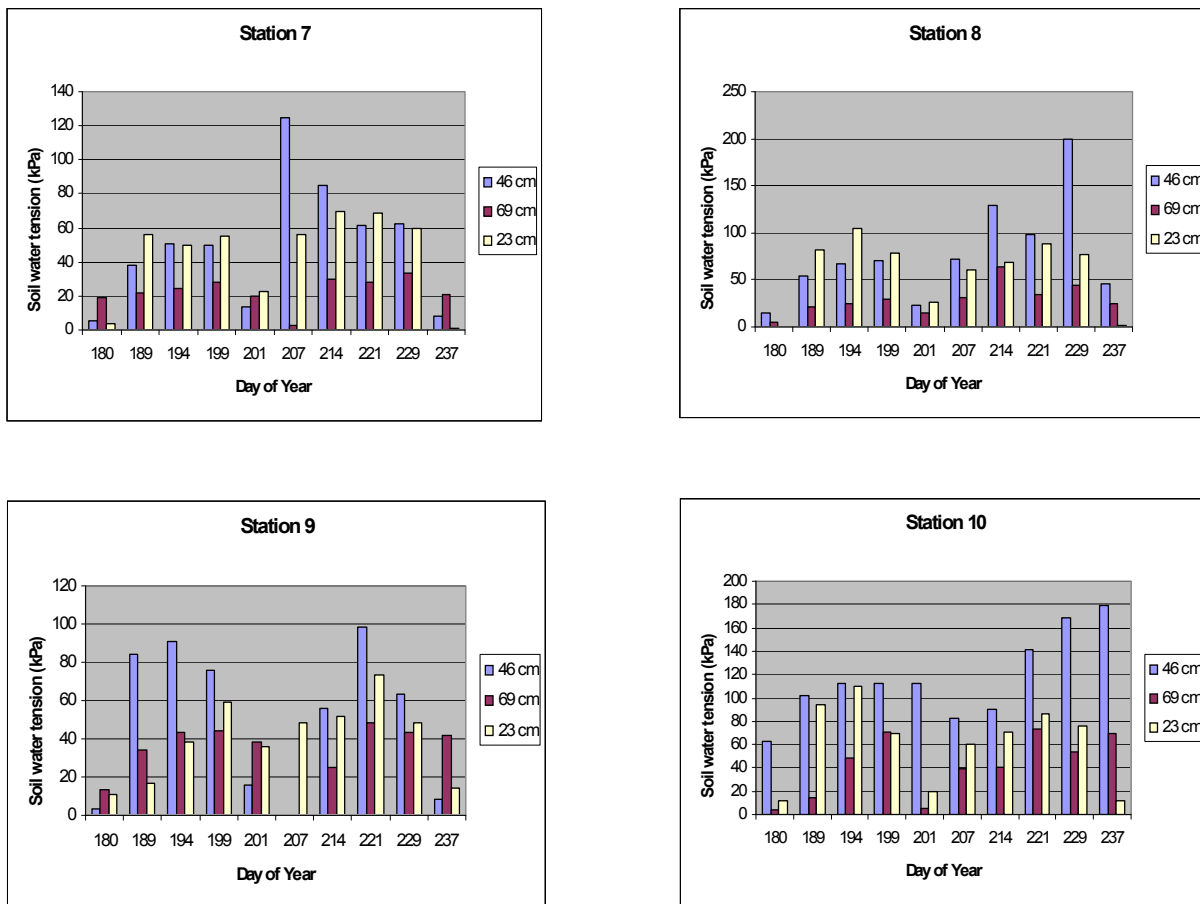 Station 7
140
120
100
80
60
40
20
0
Soil water tension (kPa)
180 189 194 199 201 207 214 221 229 237
Day of Year
46 cm
69 cm
23 cm
Station 8
250
200
150
100
50
0
Soil water tension (kPa)
180 189 194 199 201 207 214 221 229 237
Day of Year
46 cm
69 cm
23 cm
Station 9
120
100
80
60
40
20
0
Soil water tension (kPa)
180 189 194 199 201 207 214 221 229 237
Day of Year
46 cm
69 cm
23 cm
Station 10
200
180
160
140
120
100
80
60
40
20
0
Soil water tension (kPa)
180 189 194 199 201 207 214 221 229 237
Day of Year
46 cm
69 cm
23 cm